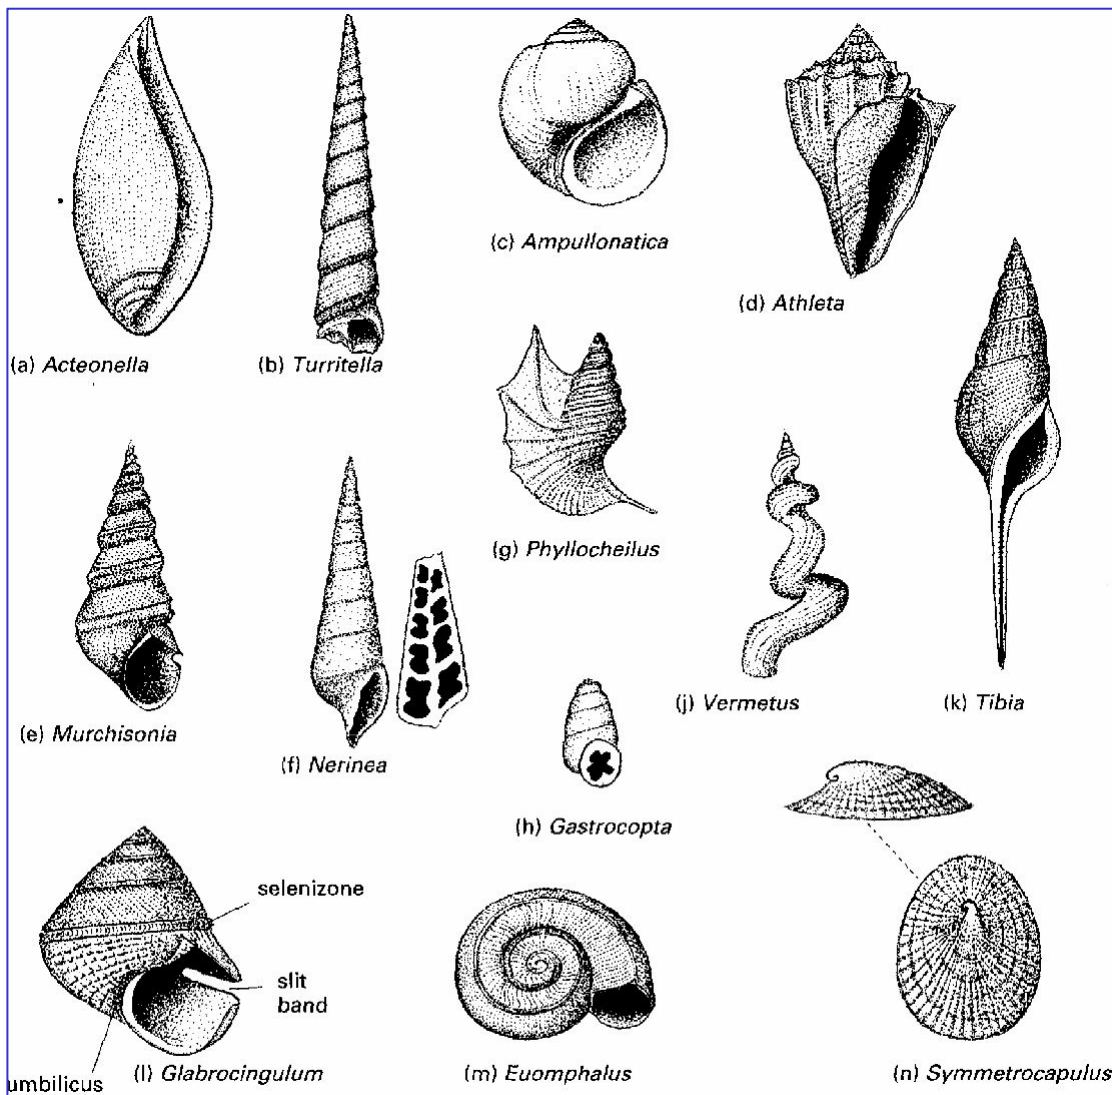 (a) Acteonella
(b) Turritella
(c) Ampullonatica
(d) Athleta
(e) Murchisonia
(f) Nerinea
(g) Phyllocheilus
(h) Gastrocopta
(j) Vermetus
(k) Tibia
selenizone
slit
band
umbilicus
(l) Glabrocingulum
(m) Euomphalus
(n) Symmetrocapulus